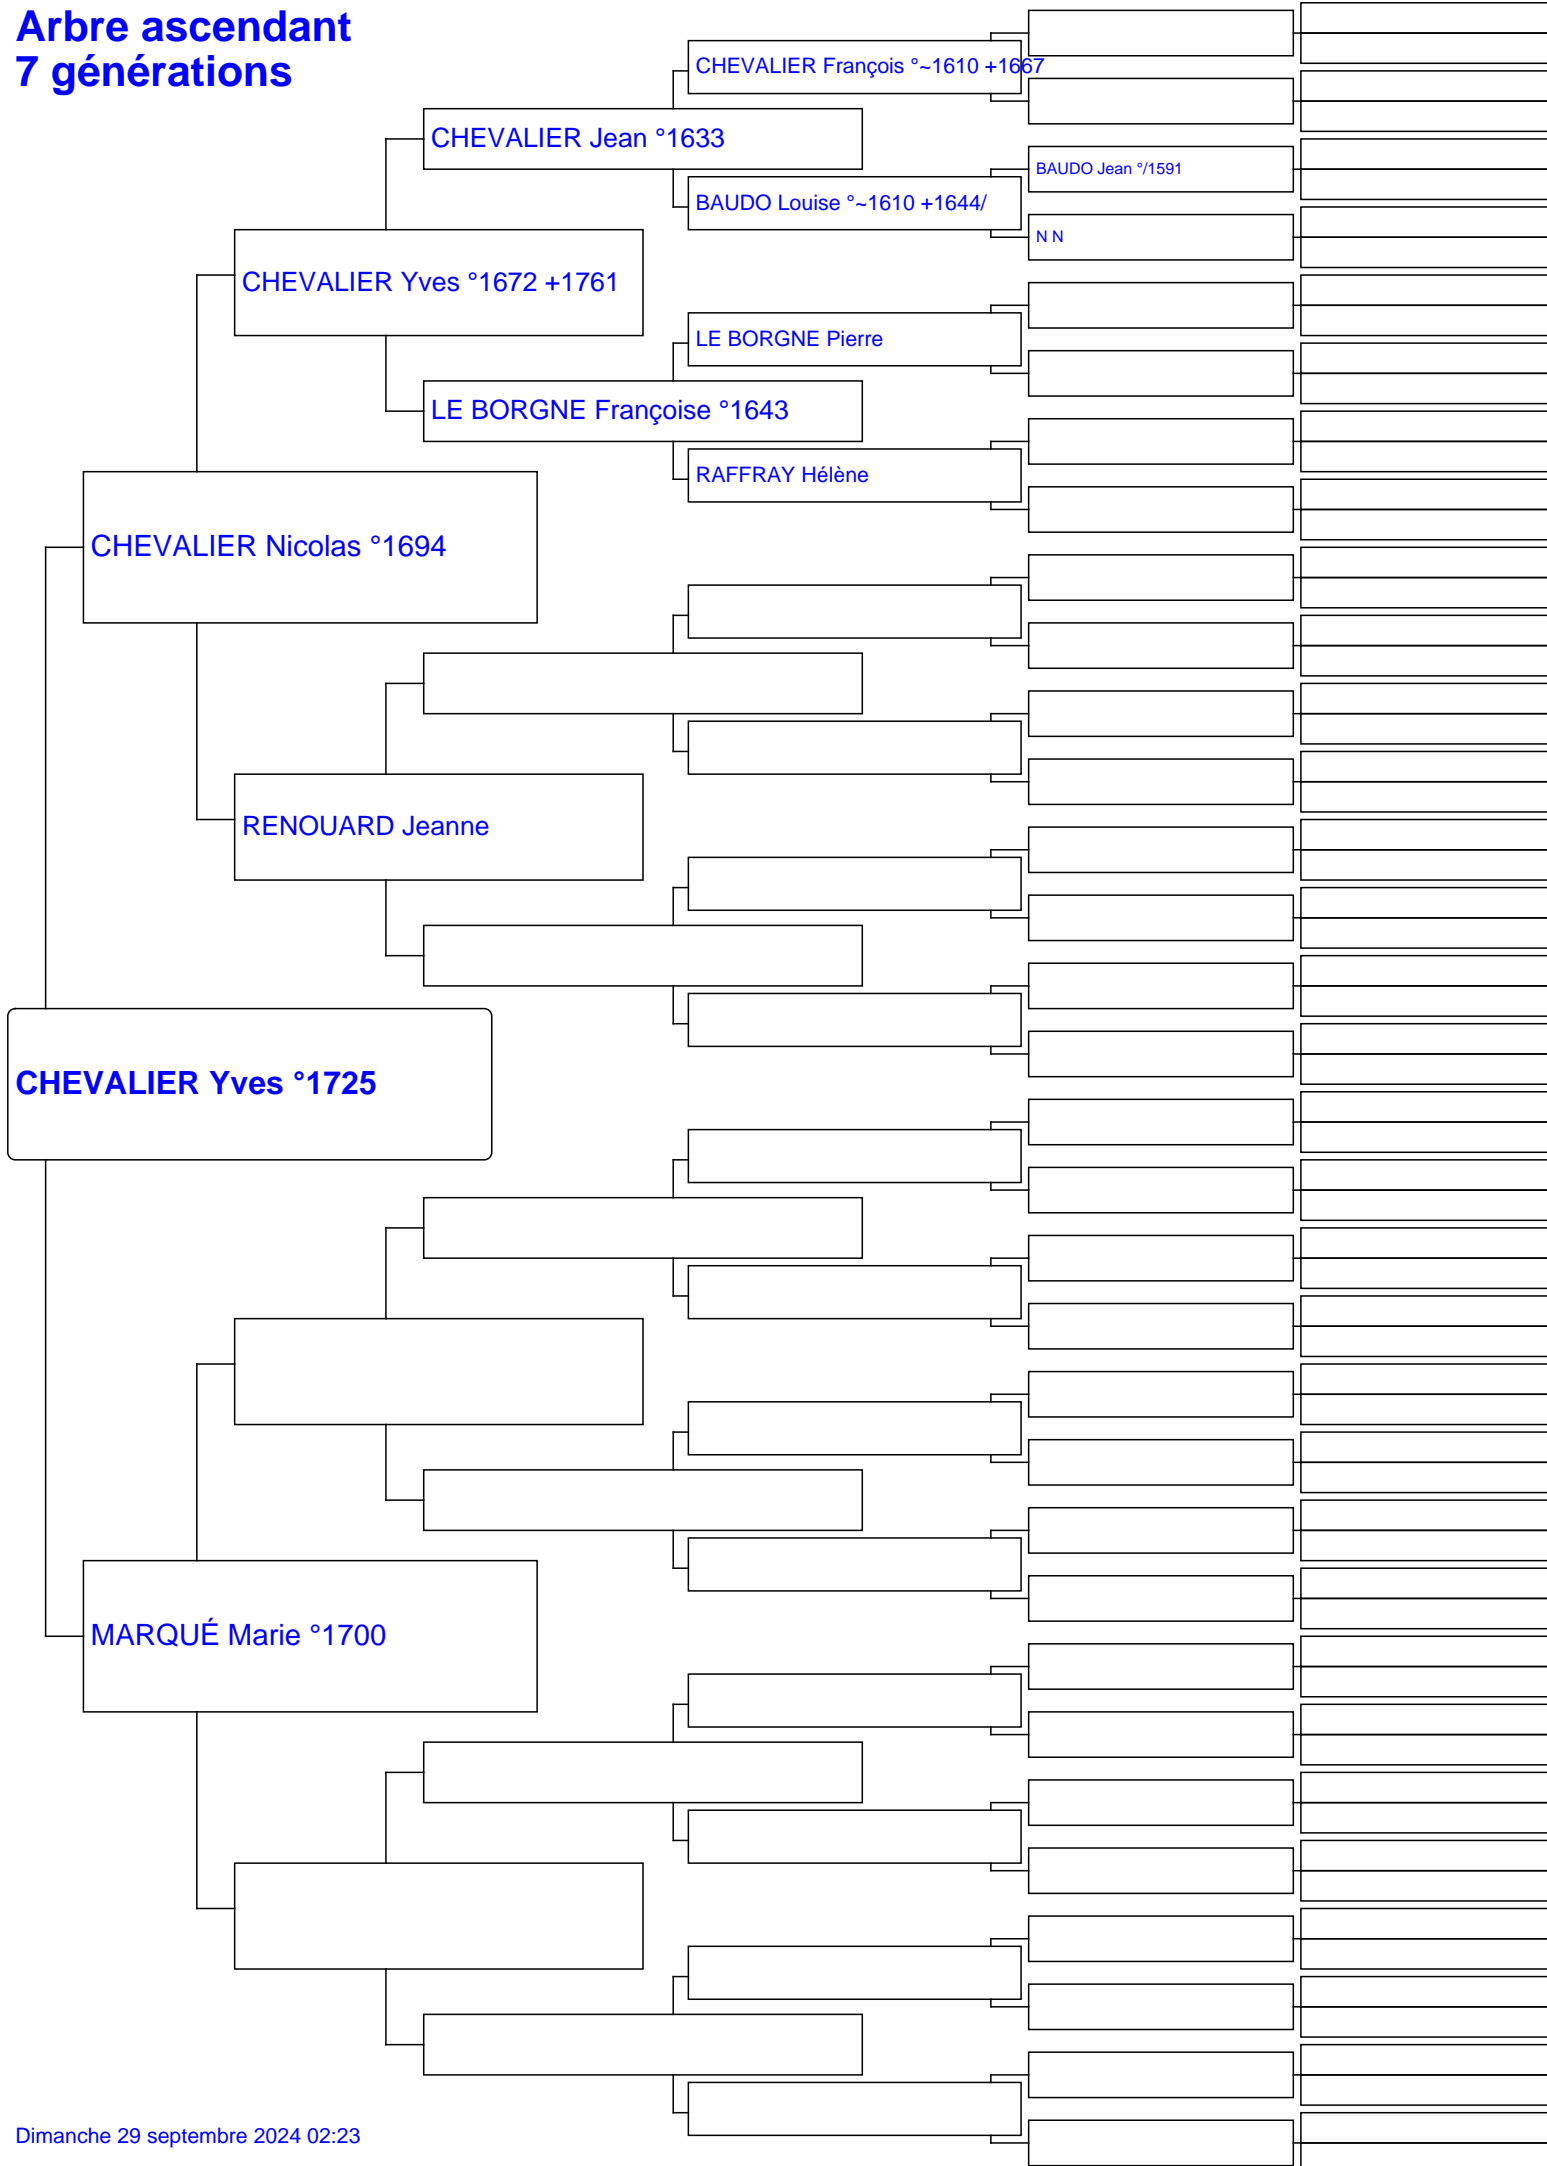 Arbre ascendant
7 générations
CHEVALIER François °~1610 +1667
CHEVALIER Jean °1633
BAUDO Jean °/1591
BAUDO Louise °~1610 +1644/
N N
CHEVALIER Yves °1672 +1761
LE BORGNE Pierre
LE BORGNE Françoise °1643
RAFFRAY Hélène
CHEVALIER Nicolas °1694
RENOUARD Jeanne
CHEVALIER Yves °1725
MARQUÉ Marie °1700
Dimanche 29 septembre 2024 02:23